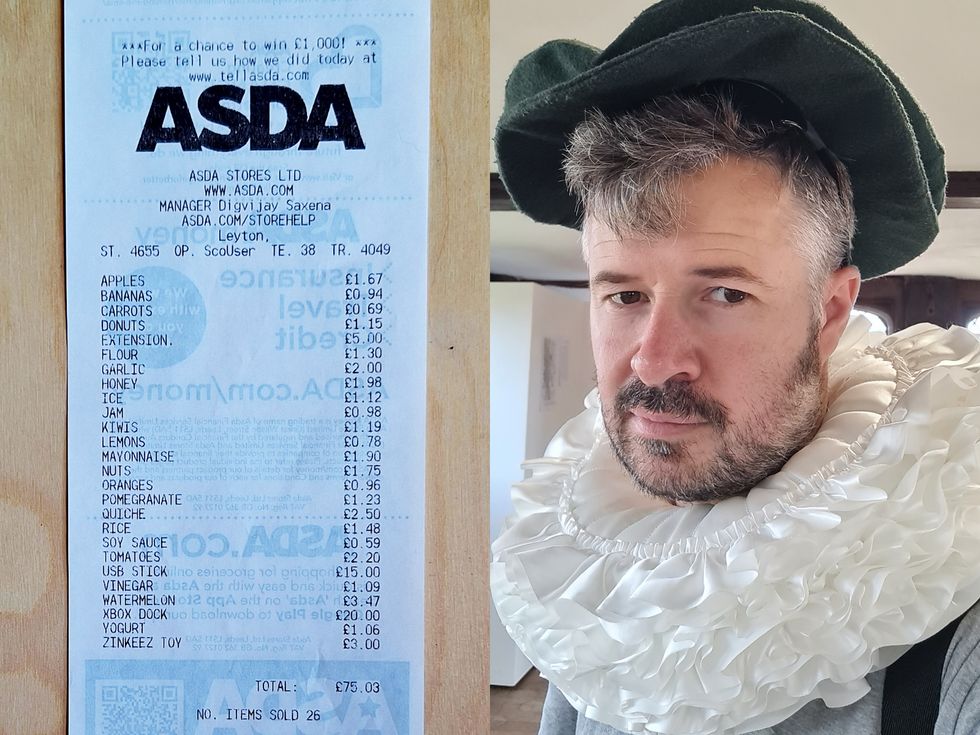 ***For a chance to win £1,000! ***
Please tell us how we did today at
www.tellasda.com
ASDA
ASDA STORES LTD
WWW.ASDA.COM
MANAGER Digvijay Saxena
ASDA.COM/STOREHELP
Leyton,
ST. 4655 OP. ScoUser TE. 38 TR. 4049
APPLES £1.67
BANANAS £0.94
CARROTS £0.69
DONUTS £1.15
EXTENSION. £5.00
FLOUR £1.30
GARLIC £2.00
HONEY £1.98
ICE £1.12
JAM £0.98
KIWIS £1.19
LEMONS £0.78
MAYONNAISE £1.90
NUTS £1.75
ORANGES £0.96
POMEGRANATE £1.23
QUICHE £2.50
RICE £1.48
SOY SAUCE £0.59
TOMATOES £2.20
USB STICK £15.00
VINEGAR £1.09
WATERMELON £3.47
XBOX DOCK £20.00
YOGURT £1.06
ZINKEEZ TOY £3.00
TOTAL: £75.03
NO. ITEMS SOLD 26